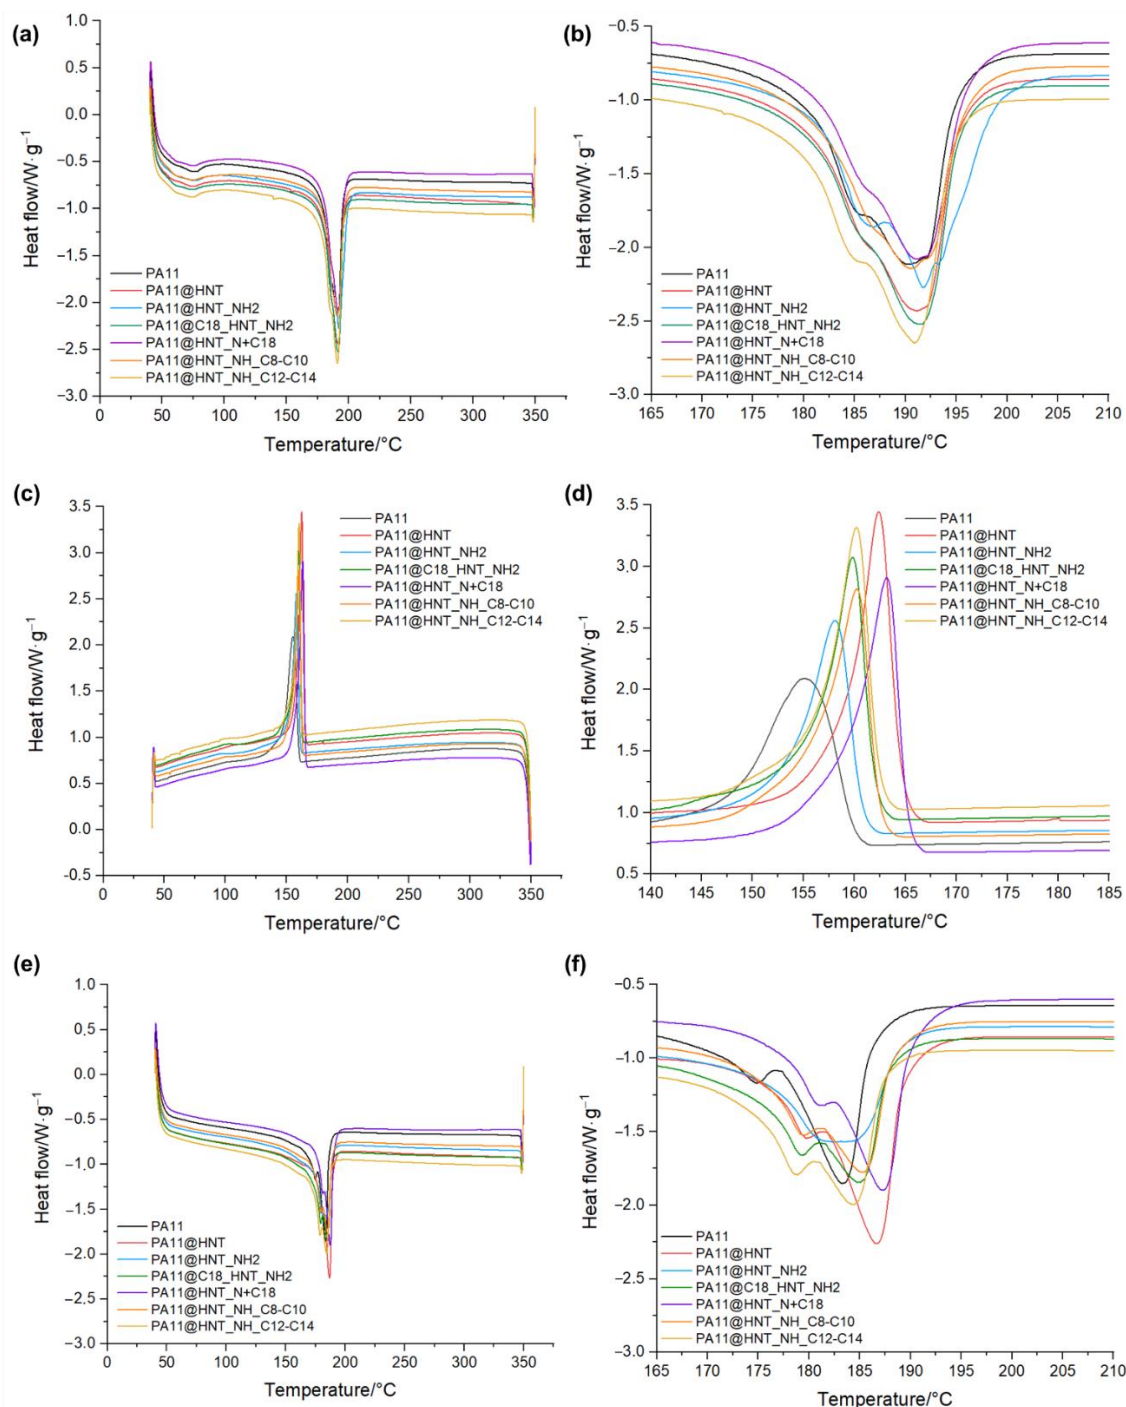 (a)
1.0
0.5
0.0
−0.5
−1.0
−1.5
−2.0
−2.5
−3.0
Heat flow/W·g⁻¹
PA11
PA11@HNT
PA11@HNT_NH2
PA11@C18_HNT_NH2
PA11@HNT_N+C18
PA11@HNT_NH_C8-C10
PA11@HNT_NH_C12-C14
0 50 100 150 200 250 300 350
Temperature/°C
(b)
−0.5
−1.0
−1.5
−2.0
−2.5
−3.0
Heat flow/W·g⁻¹
PA11
PA11@HNT
PA11@HNT_NH2
PA11@C18_HNT_NH2
PA11@HNT_N+C18
PA11@HNT_NH_C8-C10
PA11@HNT_NH_C12-C14
165 170 175 180 185 190 195 200 205 210
Temperature/°C
(c)
3.5
3.0
2.5
2.0
1.5
1.0
0.5
0.0
-0.5
Heat flow/W·g⁻¹
PA11
PA11@HNT
PA11@HNT_NH2
PA11@C18_HNT_NH2
PA11@HNT_N+C18
PA11@HNT_NH_C8-C10
PA11@HNT_NH_C12-C14
50 100 150 200 250 300 350
Temperature/°C
(d)
3.5
3.0
2.5
2.0
1.5
1.0
0.5
Heat flow/W·g⁻¹
PA11
PA11@HNT
PA11@HNT_NH2
PA11@C18_HNT_NH2
PA11@HNT_N+C18
PA11@HNT_NH_C8-C10
PA11@HNT_NH_C12-C14
140 145 150 155 160 165 170 175 180 185
Temperature/°C
(e)
1.0
0.5
0.0
−0.5
−1.0
−1.5
−2.0
−2.5
−3.0
Heat flow/W·g⁻¹
PA11
PA11@HNT
PA11@HNT_NH2
PA11@C18_HNT_NH2
PA11@HNT_N+C18
PA11@HNT_NH_C8-C10
PA11@HNT_NH_C12-C14
0 50 100 150 200 250 300 350
Temperature/°C
(f)
−0.5
−1.0
−1.5
−2.0
−2.5
−3.0
Heat flow/W·g⁻¹
PA11
PA11@HNT
PA11@HNT_NH2
PA11@C18_HNT_NH2
PA11@HNT_N+C18
PA11@HNT_NH_C8-C10
PA11@HNT_NH_C12-C14
165 170 175 180 185 190 195 200 205 210
Temperature/°C